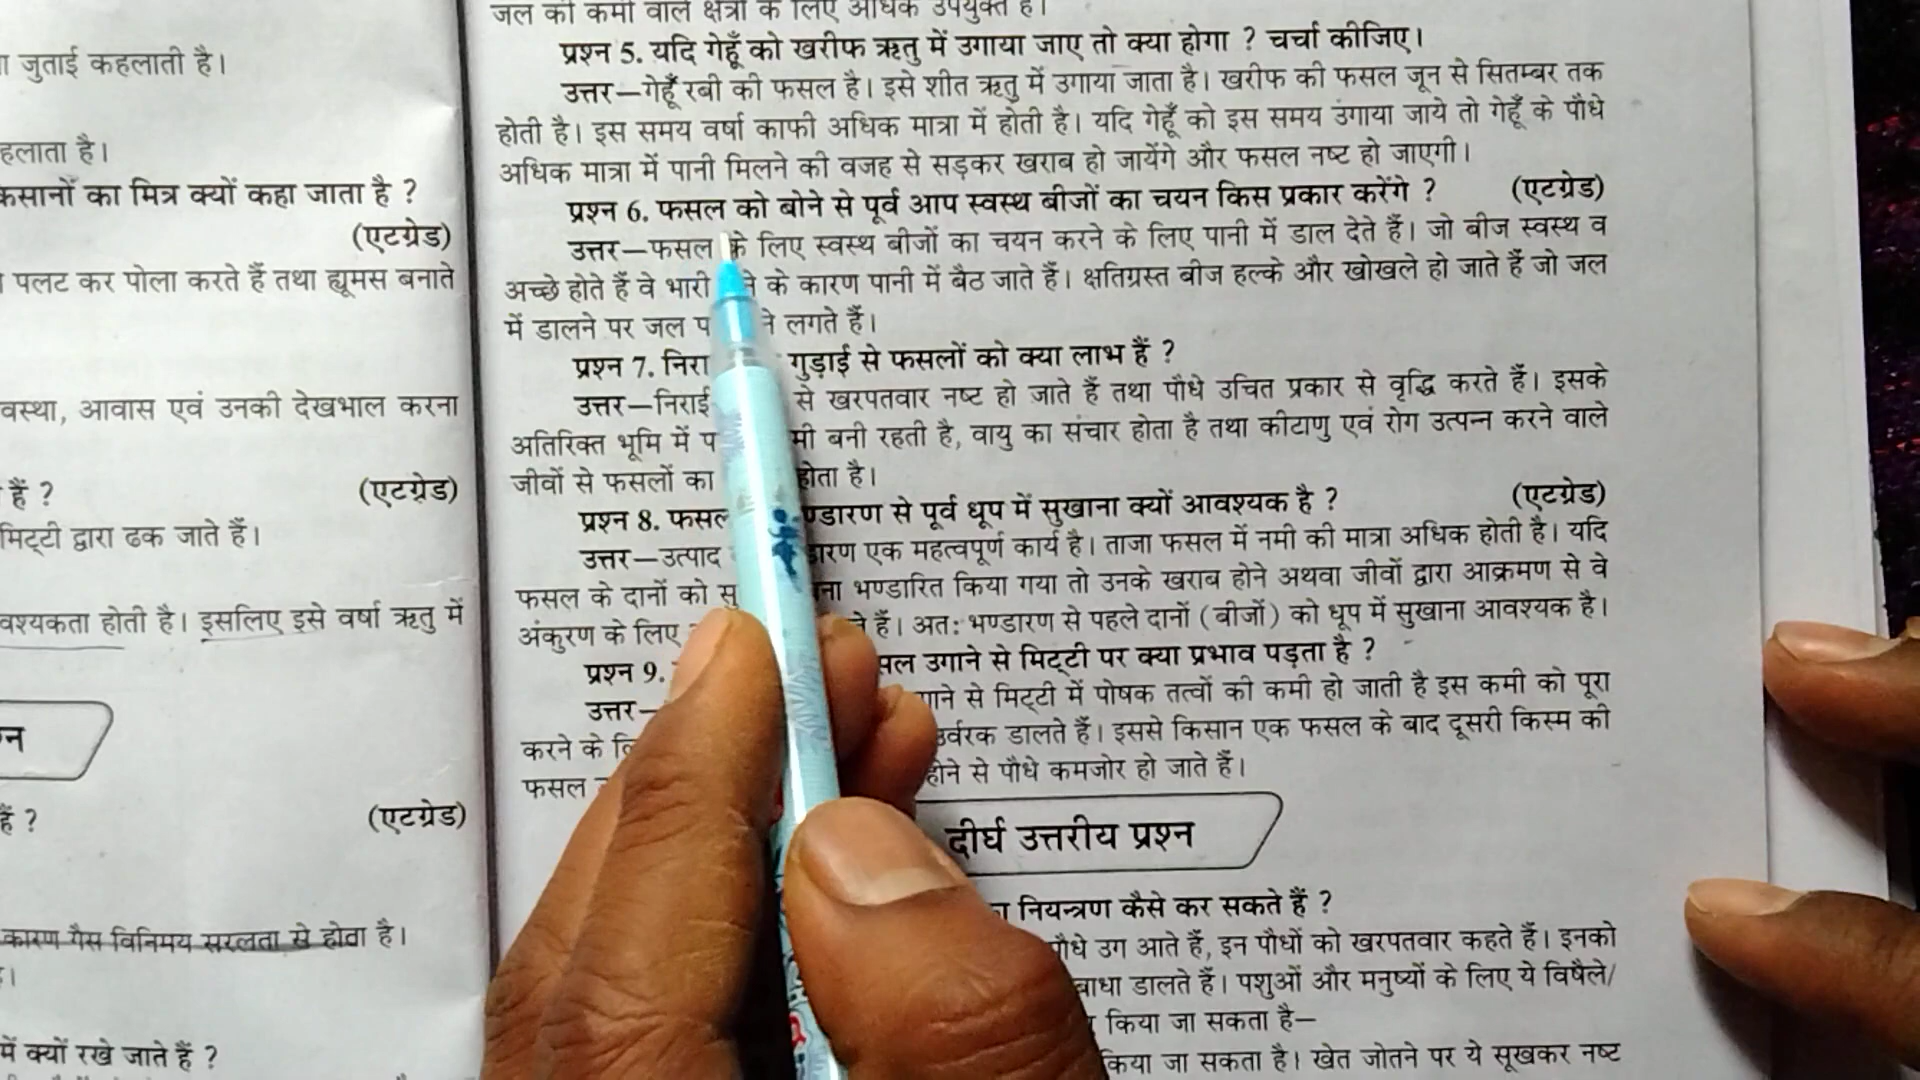 ा जुताई कहलाती है।
हलाता है।
कसानों का मित्र क्यों कहा जाता है ?
(एटग्रेड)
पलट कर पोला करते हैं तथा ह्यूमस बनाते
वस्था, आवास एवं उनकी देखभाल करना
हैं ?
(एटग्रेड)
मिट्टी द्वारा ढक जाते हैं।
वश्यकता होती है। इसलिए इसे वर्षा ऋतु में
न
हैं ?
(एटग्रेड)
कारण गैस विनिमय सरलता से होता है।
में क्यों रखे जाते हैं ?
जल की कमी वाले क्षेत्रों के लिए अधिक उपयुक्त है।
प्रश्न 5. यदि गेहूँ को खरीफ ऋतु में उगाया जाए तो क्या होगा ? चर्चा कीजिए।
उत्तर—गेहूँ रबी की फसल है। इसे शीत ऋतु में उगाया जाता है। खरीफ की फसल जून से सितम्बर तक
होती है। इस समय वर्षा काफी अधिक मात्रा में होती है। यदि गेहूँ को इस समय उंगाया जाये तो गेहूँ के पौधे
अधिक मात्रा में पानी मिलने की वजह से सड़कर खराब हो जायेंगे और फसल नष्ट हो जाएगी।
प्रश्न 6. फसल को बोने से पूर्व आप स्वस्थ बीजों का चयन किस प्रकार करेंगे ? (एटग्रेड)
उत्तर—फसल के लिए स्वस्थ बीजों का चयन करने के लिए पानी में डाल देते हैं। जो बीज स्वस्थ व
अच्छे होते हैं वे भारी ने के कारण पानी में बैठ जाते हैं। क्षतिग्रस्त बीज हल्के और खोखले हो जाते हैं जो जल
में डालने पर जल प ने लगते हैं।
प्रश्न 7. निरा गुड़ाई से फसलों को क्या लाभ हैं ?
उत्तर—निराई से खरपतवार नष्ट हो जाते हैं तथा पौधे उचित प्रकार से वृद्धि करते हैं। इसके
अतिरिक्त भूमि में प मी बनी रहती है, वायु का संचार होता है तथा कीटाणु एवं रोग उत्पन्न करने वाले
जीवों से फसलों का होता है।
प्रश्न 8. फसल ण्डारण से पूर्व धूप में सुखाना क्यों आवश्यक है ? (एटग्रेड)
उत्तर—उत्पाद डारण एक महत्वपूर्ण कार्य है। ताजा फसल में नमी की मात्रा अधिक होती है। यदि
फसल के दानों को सु ना भण्डारित किया गया तो उनके खराब होने अथवा जीवों द्वारा आक्रमण से वे
अंकुरण के लिए ते हैं। अतः भण्डारण से पहले दानों (बीजों) को धूप में सुखाना आवश्यक है।
प्रश्न 9. सल उगाने से मिट्टी पर क्या प्रभाव पड़ता है ?
उत्तर— गाने से मिट्टी में पोषक तत्वों की कमी हो जाती है इस कमी को पूरा
करने के लि उर्वरक डालते हैं। इससे किसान एक फसल के बाद दूसरी किस्म की
फसल होने से पौधे कमजोर हो जाते हैं।
दीर्घ उत्तरीय प्रश्न
नियन्त्रण कैसे कर सकते हैं ?
पौधे उग आते हैं, इन पौधों को खरपतवार कहते हैं। इनको
बाधा डालते हैं। पशुओं और मनुष्यों के लिए ये विषैले/
किया जा सकता है—
किया जा सकता है। खेत जोतने पर ये सूखकर नष्ट